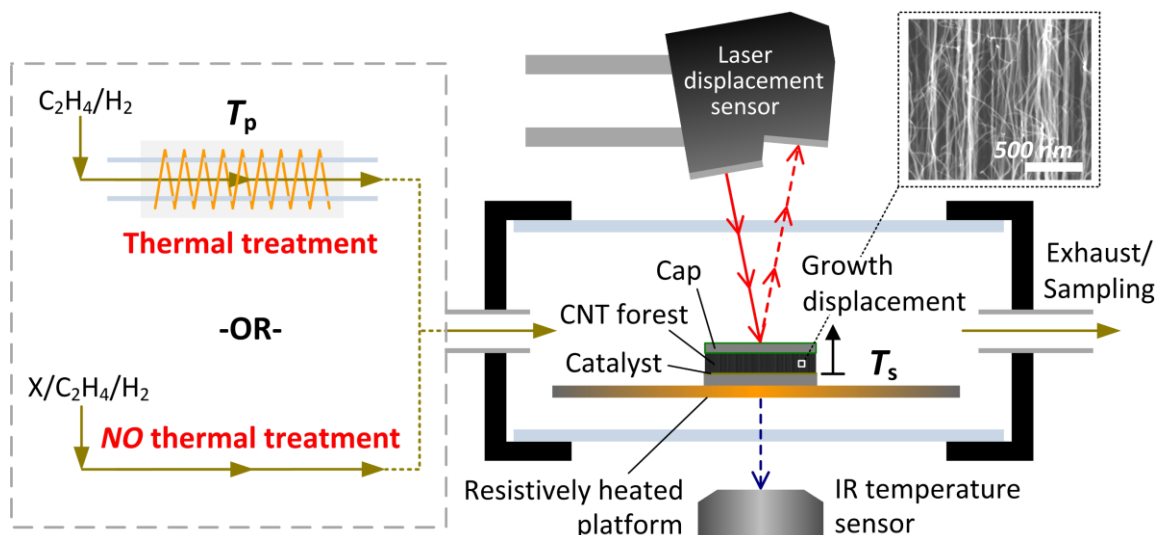 C2H4/H2
Tp
Thermal treatment
-OR-
X/C2H4/H2
NO thermal treatment
Laser
displacement
sensor
500 nm
Cap
Growth
displacement
CNT forest
Catalyst
Ts
Exhaust/
Sampling
Resistively heated
platform
IR temperature
sensor